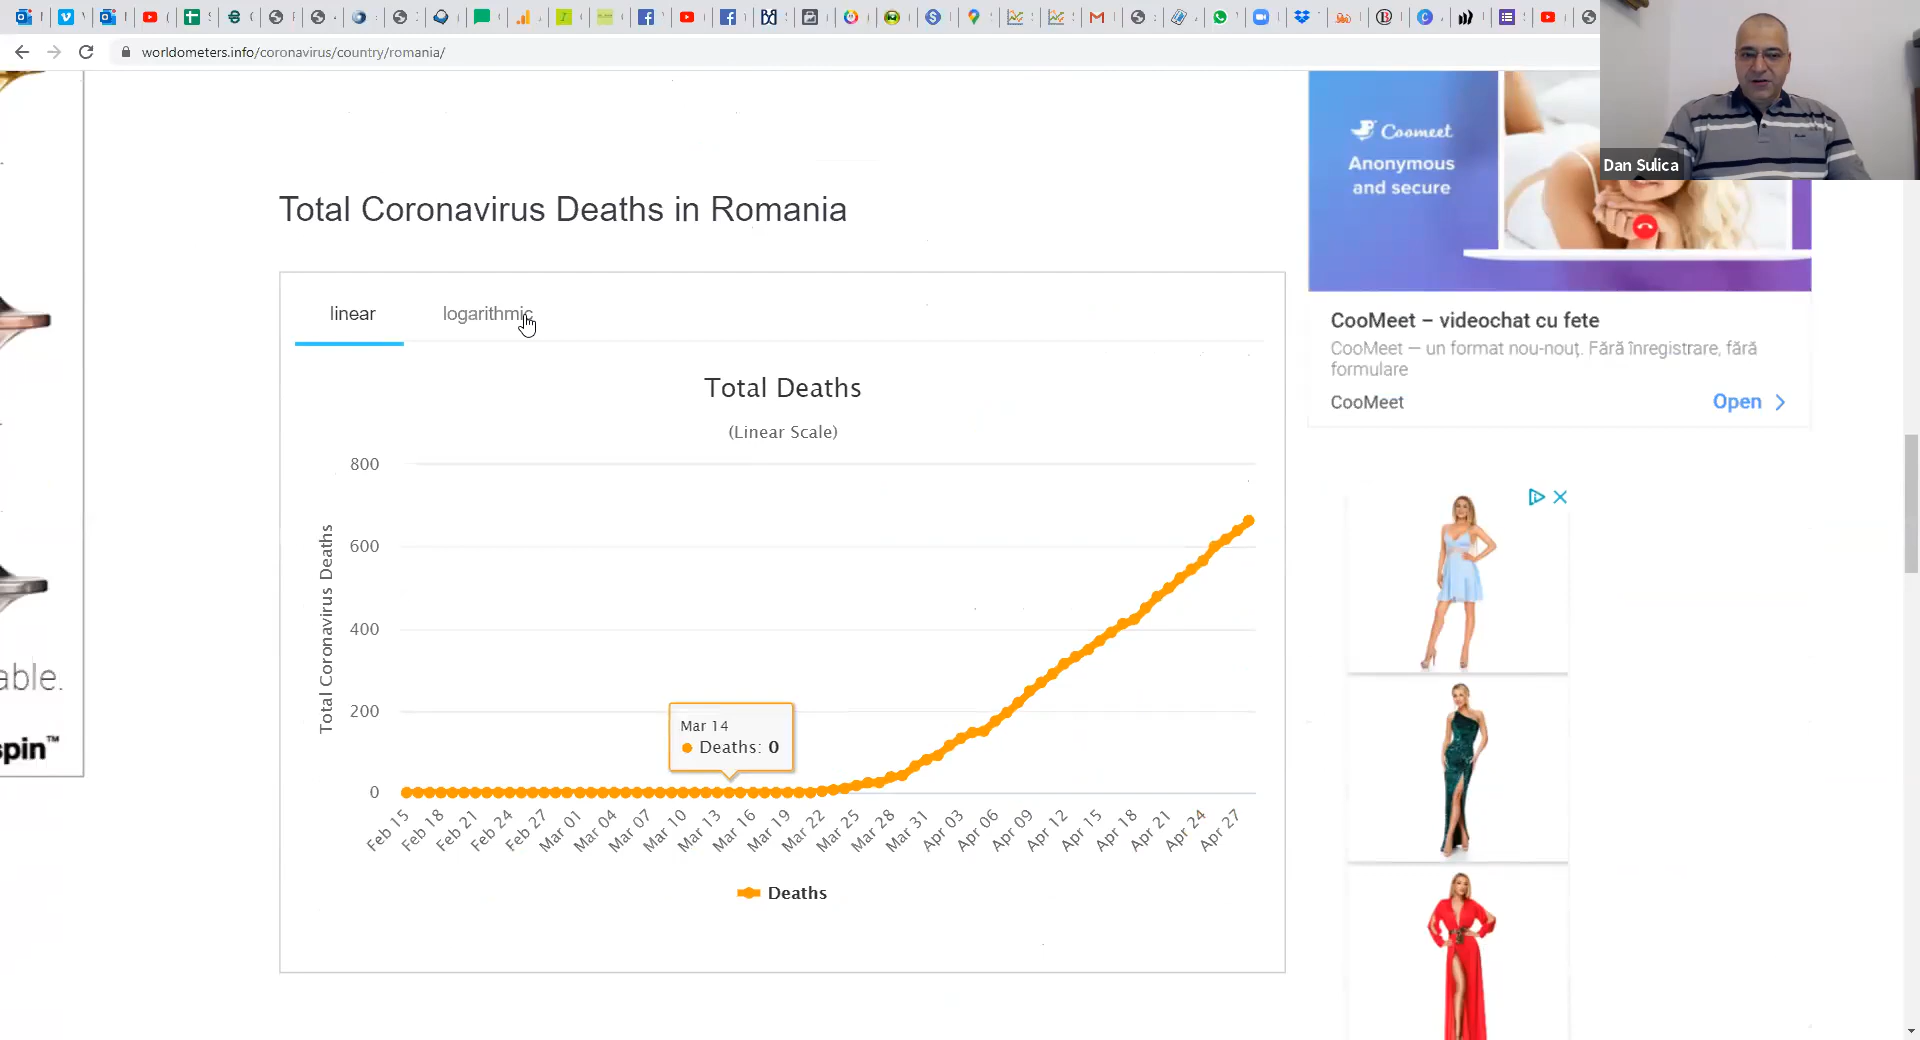 worldometers.info/coronavirus/country/romania/
Dan Sulica
Coomeet
Anonymous
and secure
Total Coronavirus Deaths in Romania
linear
logarithmic
CooMeet – videochat cu fete
CooMeet — un format nou-nouț. Fără înregistrare, fără
formulare
CooMeet
Open
Total Deaths
(Linear Scale)
Total Coronavirus Deaths
800
600
400
200
0
Mar 14
Deaths: 0
Feb 15
Feb 18
Feb 21
Feb 24
Feb 27
Mar 01
Mar 04
Mar 07
Mar 10
Mar 13
Mar 16
Mar 19
Mar 22
Mar 25
Mar 28
Mar 31
Apr 03
Apr 06
Apr 09
Apr 12
Apr 15
Apr 18
Apr 21
Apr 24
Apr 27
Deaths
able.
spin™